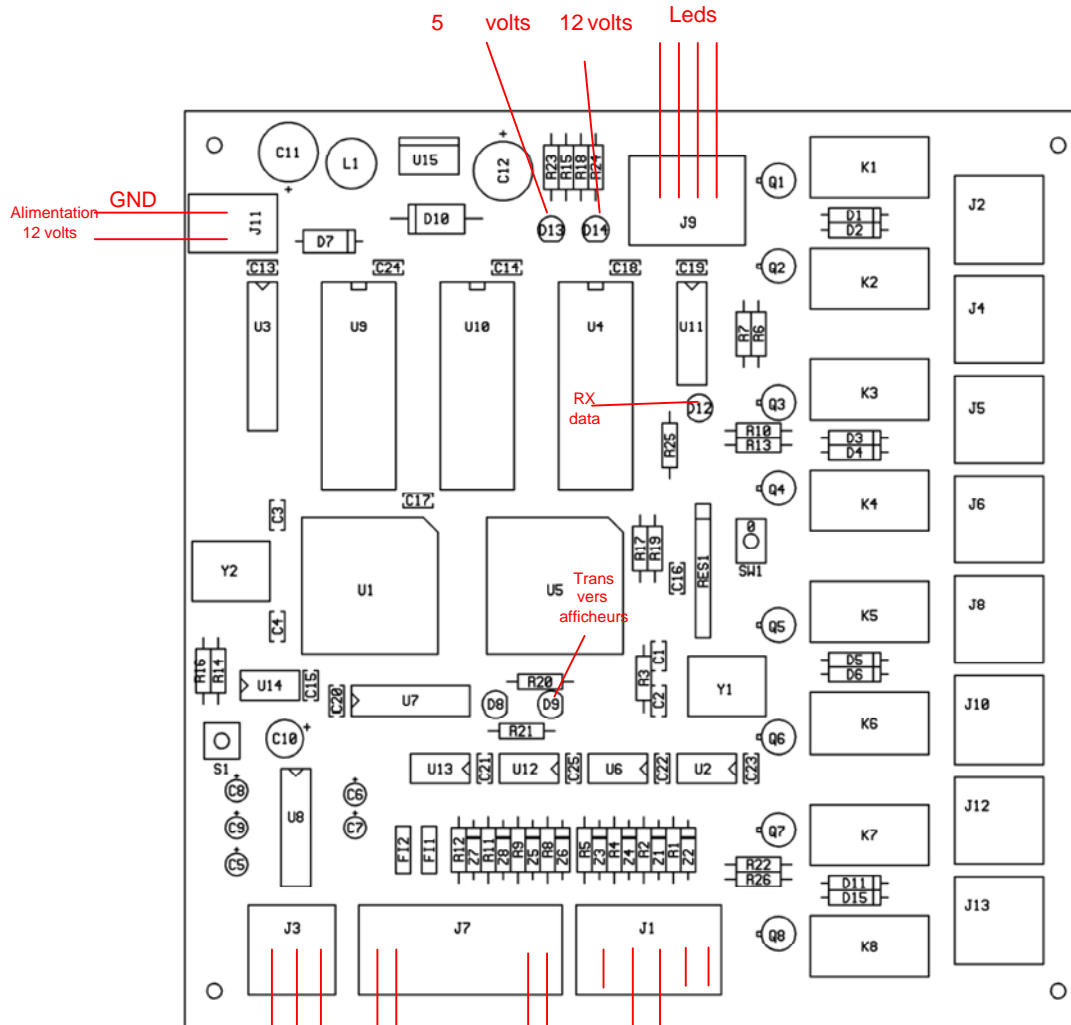 5 volts 12 volts Leds
C11 L1 U15 C12 R23 R15 R18 R24 Q1 K1
GND
Alimentation
12 volts
J11 D7 D10 D13 D14 J9 D1 J2
D2
C13 C24 C14 C18 C19 Q2 K2
U3 U9 U10 U4 U11 R7 R6 J4
RX
data
D12 Q3 K3 J5
R10
R13
R25 D3
D4
C17 Q4 K4 J6
C3 Y2 U1 U5 R17 R19 C16 RES1 0
SW1
Trans
vers
afficheurs
C4 Q5 K5 J8
R16 R14 U14 C15 C20 U7 D8 R20 D9 R3 C1 C2 Y1 D5
D6
R21
S1 C10 Q6 K6 J10
U13 C21 U12 C25 U6 C22 U2 C23
C8 C9 C5 U8 C6 C7 J12
FI2 FI1 R12 Z7 R11 Z8 R9 Z5 R8 Z6 R5 Z3 R4 Z4 R2 Z1 R1 Z2 Q7 K7
R22
R26
D11
D15
J3 J7 J1 Q8 K8 J13